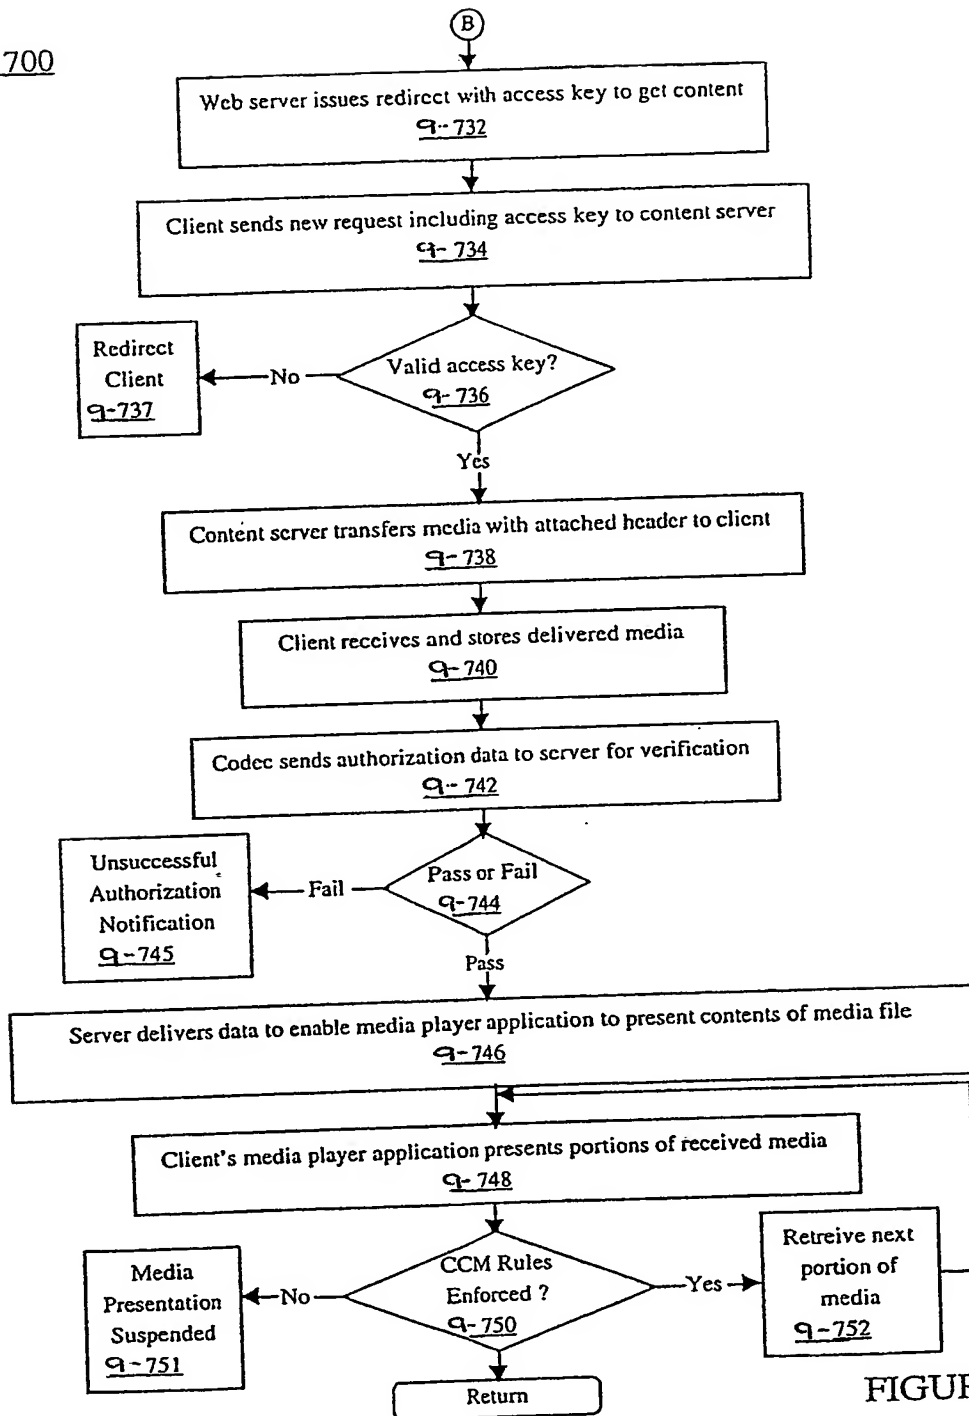 B
700
Web server issues redirect with access key to get content
9-732
Client sends new request including access key to content server
9-734
Redirect
Client
9-737
No
Valid access key?
9-736
Yes
Content server transfers media with attached header to client
9-738
Client receives and stores delivered media
9-740
Codec sends authorization data to server for verification
9-742
Unsuccessful
Authorization
Notification
9-745
Fail
Pass or Fail
9-744
Pass
Server delivers data to enable media player application to present contents of media file
9-746
Client's media player application presents portions of received media
9-748
Media
Presentation
Suspended
9-751
No
CCM Rules
Enforced ?
9-750
Yes
Retreive next
portion of
media
9-752
Return